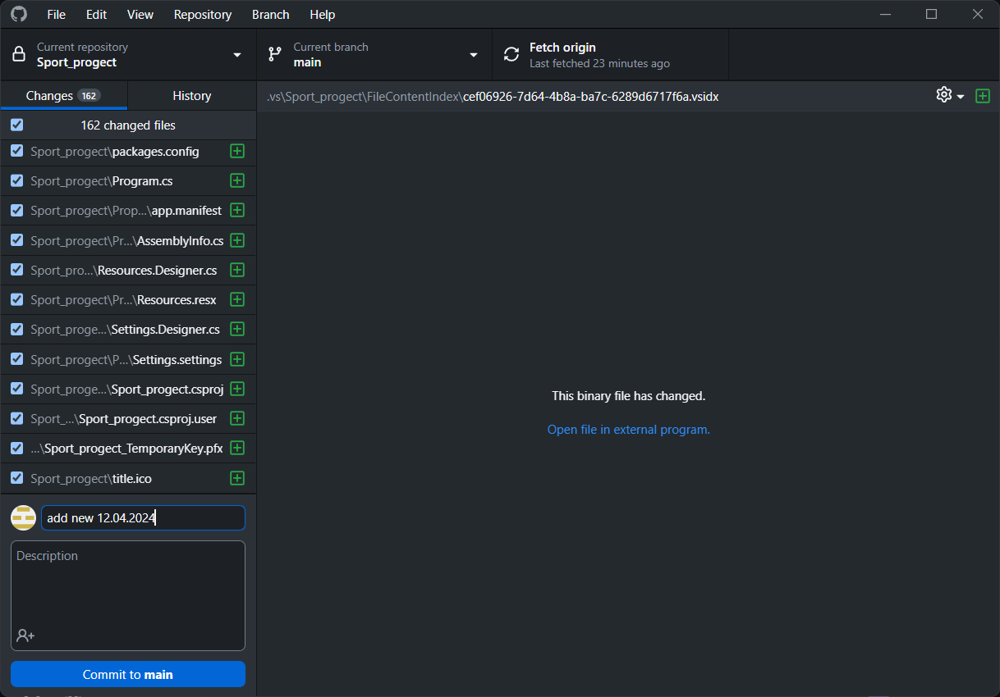 File Edit View Repository Branch Help
Current repository
Sport_progect
Current branch
main
Fetch origin
Last fetched 23 minutes ago
Changes 162
History
.vs\Sport_progect\FileContentIndex\cef06926-7d64-4b8a-ba7c-6289d6717f6a.vsidx
162 changed files
Sport_progect\packages.config
Sport_progect\Program.cs
Sport_progect\Prop...\app.manifest
Sport_progect\Pr...\AssemblyInfo.cs
Sport_pro...\Resources.Designer.cs
Sport_progect\Pr...\Resources.resx
Sport_proge...\Settings.Designer.cs
Sport_progect\P...\Settings.settings
Sport_proge...\Sport_progect.csproj
Sport_...\Sport_progect.csproj.user
...\Sport_progect_TemporaryKey.pfx
Sport_progect\title.ico
This binary file has changed.
Open file in external program.
add new 12.04.2024
Description
Commit to main